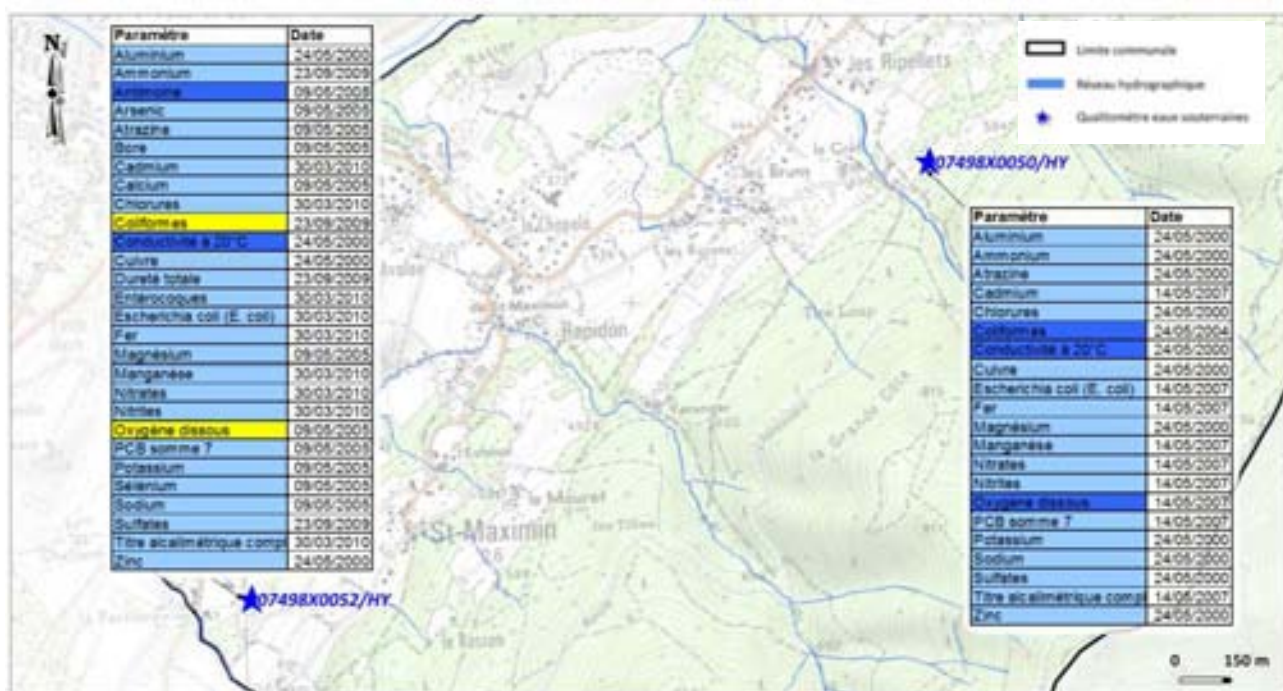 N
Paramètre Date
Aluminium 24/05/2000
Ammonium 23/09/2009
Antimoine 09/05/2005
Arsenic 09/05/2005
Atrazine 09/05/2005
Bore 09/05/2005
Cadmium 30/03/2010
Calcium 09/05/2005
Chlorures 30/03/2010
Coliformes 23/09/2009
Conductivité à 20°C 24/05/2000
Cuivre 24/05/2000
Dureté totale 23/09/2009
Entérocoques 30/03/2010
Escherichia coli (E. coli) 30/03/2010
Fer 30/03/2010
Magnésium 09/05/2005
Manganèse 30/03/2010
Nitrates 30/03/2010
Nitrites 30/03/2010
Oxygène dissous 09/05/2005
PCB somme 7 09/05/2005
Potassium 09/05/2005
Sélénium 09/05/2005
Sodium 09/05/2005
Sulfates 23/09/2009
Titre alcalimétrique compl 30/03/2010
Zinc 24/05/2000
07498X0052/HY
Limite communale
Réseau hydrographique
Qualitomètre eaux souterraines
les Ripellets
07498X0050/HY
les Bruns
Répidon
le Mouret
St-Maximin
Paramètre Date
Aluminium 24/05/2000
Ammonium 24/05/2000
Atrazine 24/05/2000
Cadmium 14/05/2007
Chlorures 24/05/2000
Coliformes 24/05/2004
Conductivité à 20°C 24/05/2000
Cuivre 24/05/2000
Escherichia coli (E. coli) 14/05/2007
Fer 14/05/2007
Magnésium 24/05/2000
Manganèse 14/05/2007
Nitrates 14/05/2007
Nitrites 14/05/2007
Oxygène dissous 14/05/2007
PCB somme 7 14/05/2007
Potassium 24/05/2000
Sodium 24/05/2000
Sulfates 24/05/2000
Titre alcalimétrique compl 14/05/2007
Zinc 24/05/2000
0 150 m